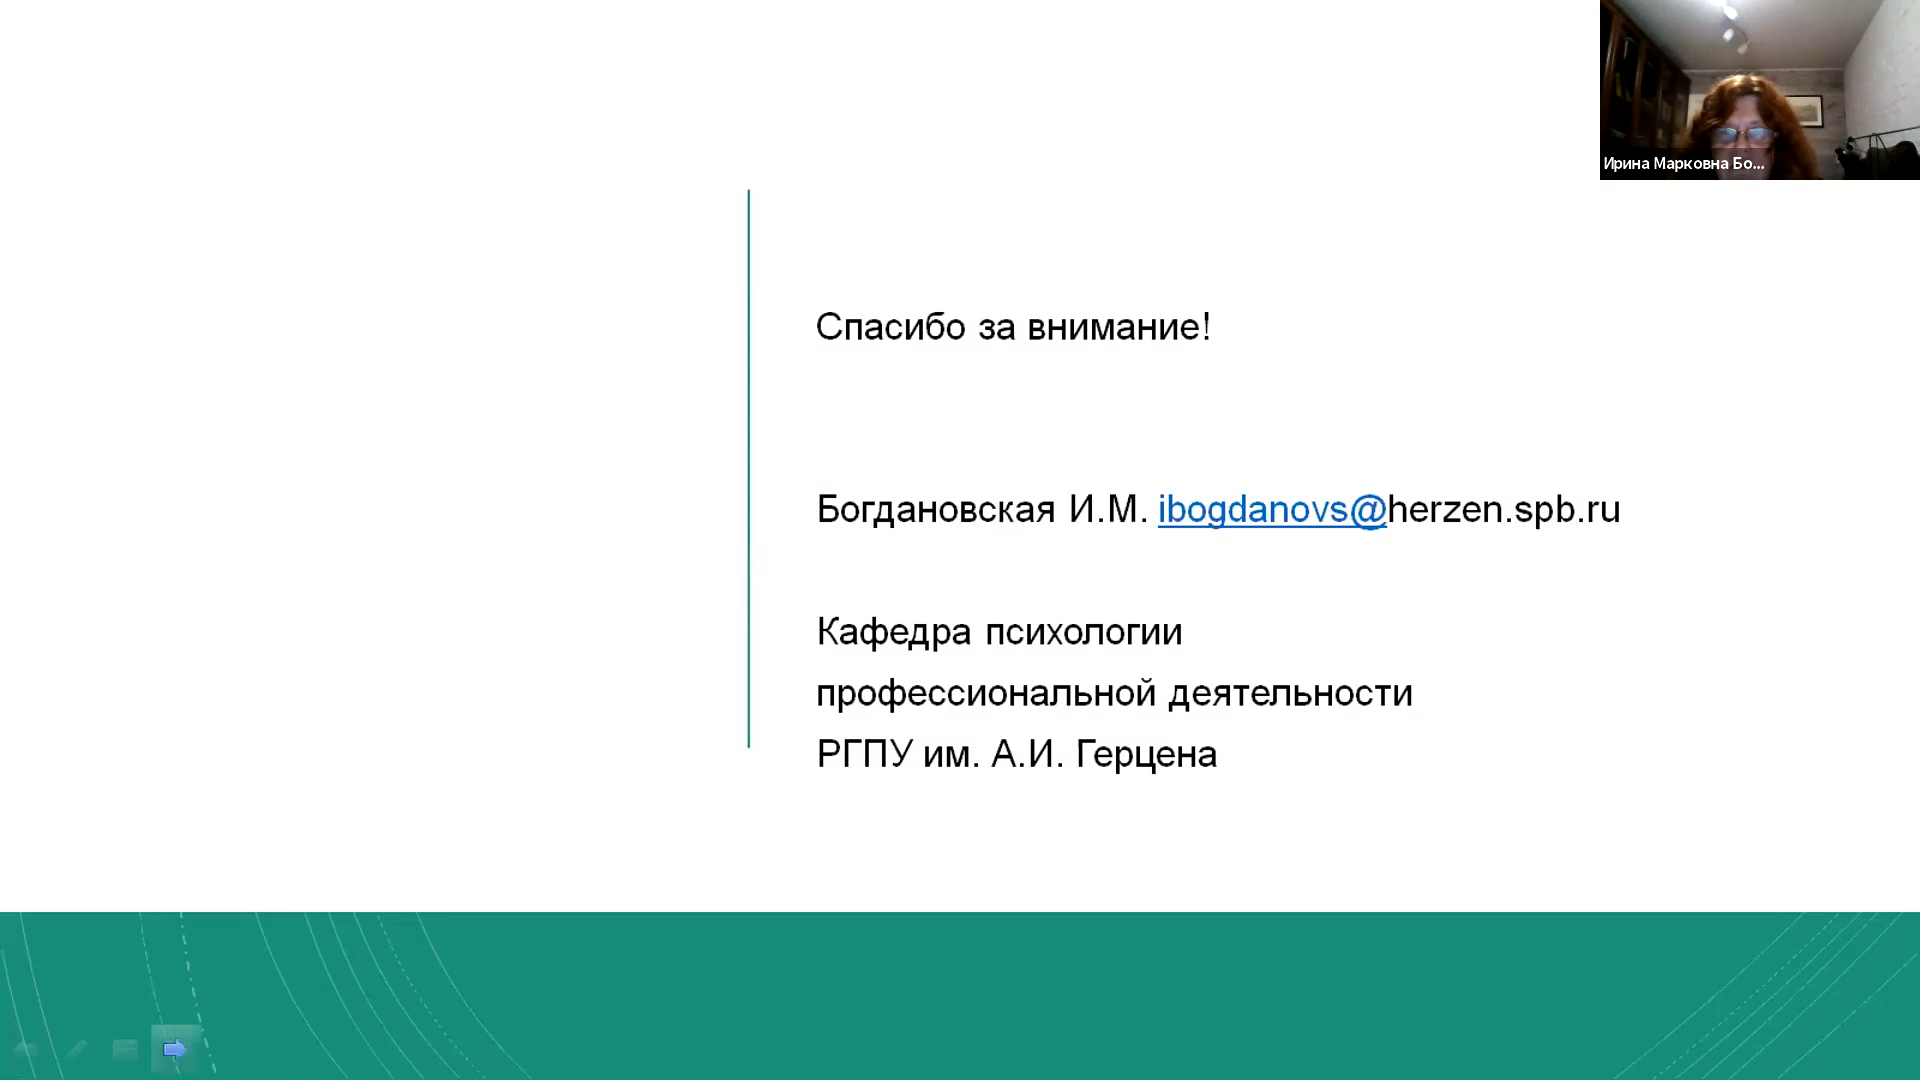 Ирина Марковна Бо...
Спасибо за внимание!
Богдановская И.М. ibogdanovs@herzen.spb.ru
Кафедра психологии
профессиональной деятельности
РГПУ им. А.И. Герцена